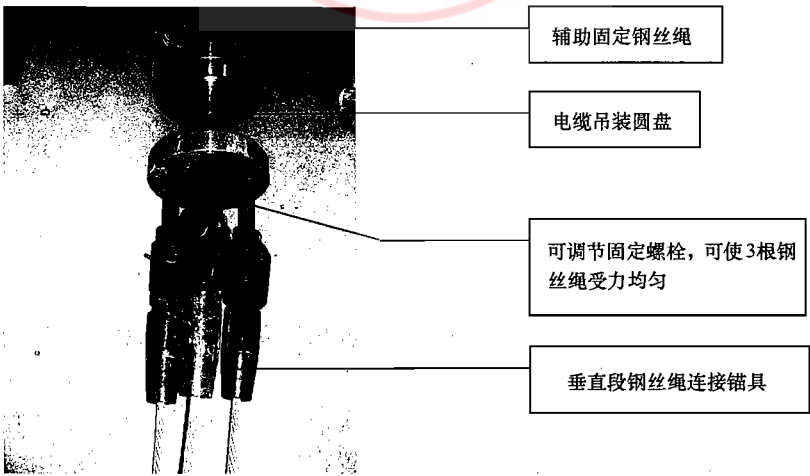 辅助固定钢丝绳
电缆吊装圆盘
可调节固定螺栓，可使3根钢
丝绳受力均匀
垂直段钢丝绳连接锚具